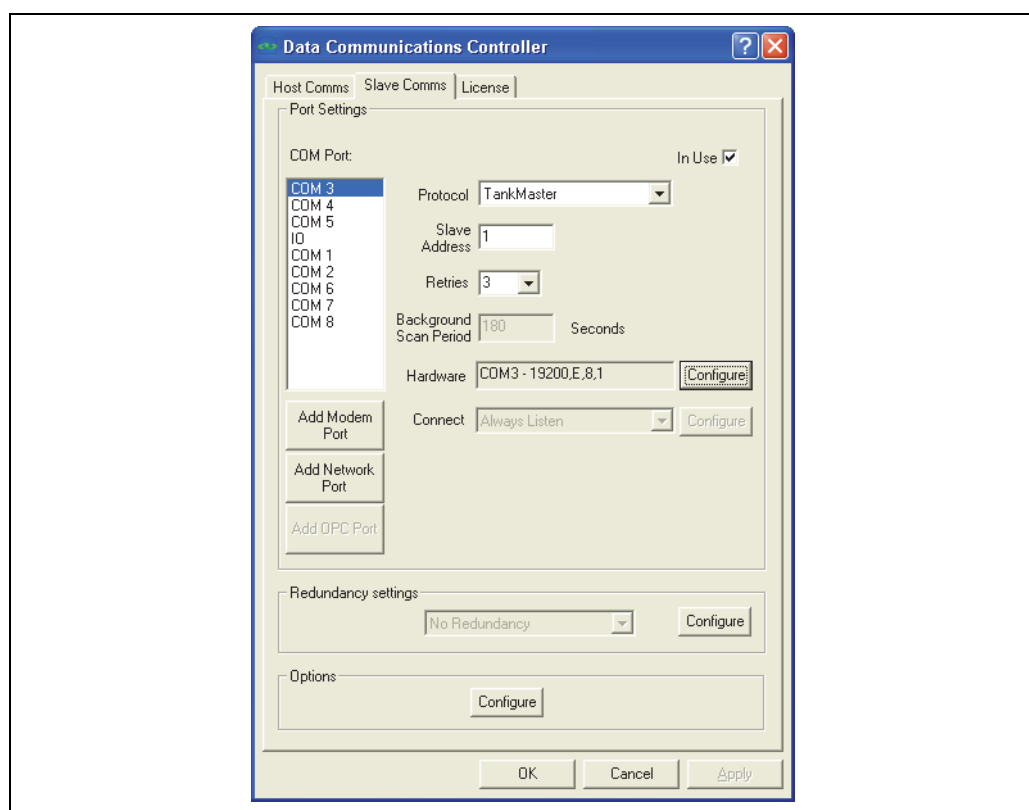 Data Communications Controller
Host Comms Slave Comms License
Port Settings
COM Port: In Use
COM 3
COM 4
COM 5
IO
COM 1
COM 2
COM 6
COM 7
COM 8
Protocol TankMaster
Slave Address 1
Retries 3
Background Scan Period 180 Seconds
Hardware COM3 - 19200,E,8,1 Configure
Connect Always Listen Configure
Add Modem Port
Add Network Port
Add OPC Port
Redundancy settings
No Redundancy Configure
Options
Configure
OK Cancel Apply